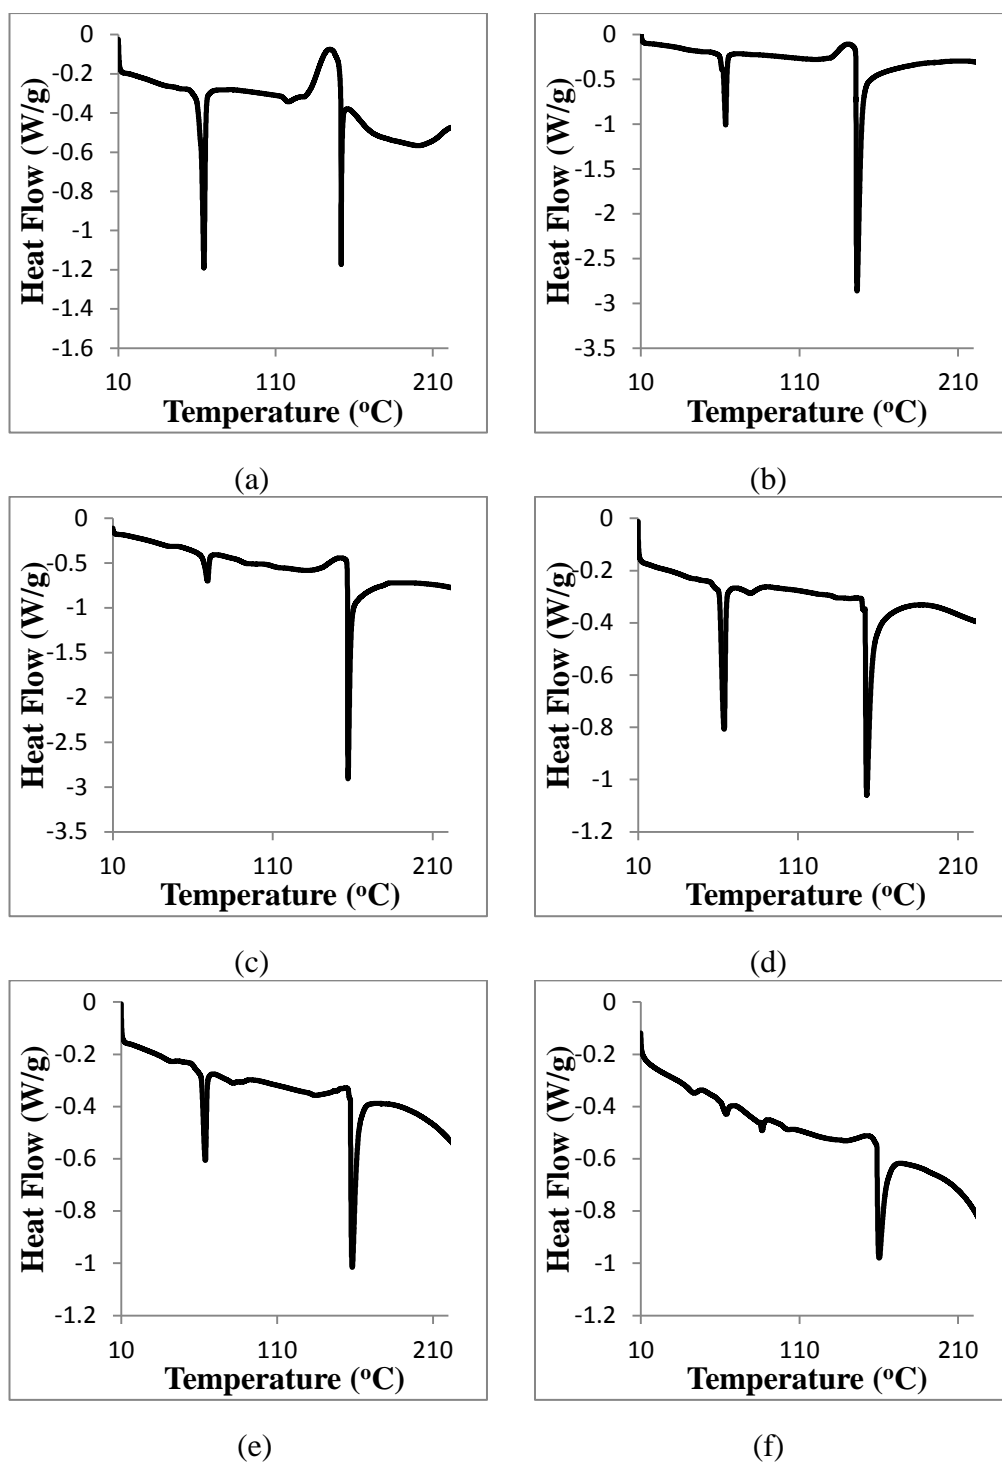 0
-0.2
-0.4
-0.6
-0.8
-1
-1.2
-1.4
-1.6
10 110 210
Heat Flow (W/g)
Temperature (ºC)
(a)
0
-0.5
-1
-1.5
-2
-2.5
-3
-3.5
10 110 210
Heat Flow (W/g)
Temperature (ºC)
(b)
0
-0.5
-1
-1.5
-2
-2.5
-3
-3.5
10 110 210
Heat Flow (W/g)
Temperature (ºC)
(c)
0
-0.2
-0.4
-0.6
-0.8
-1
-1.2
10 110 210
Heat Flow (W/g)
Temperature (ºC)
(d)
0
-0.2
-0.4
-0.6
-0.8
-1
-1.2
10 110 210
Heat Flow (W/g)
Temperature (ºC)
(e)
0
-0.2
-0.4
-0.6
-0.8
-1
-1.2
10 110 210
Heat Flow (W/g)
Temperature (ºC)
(f)